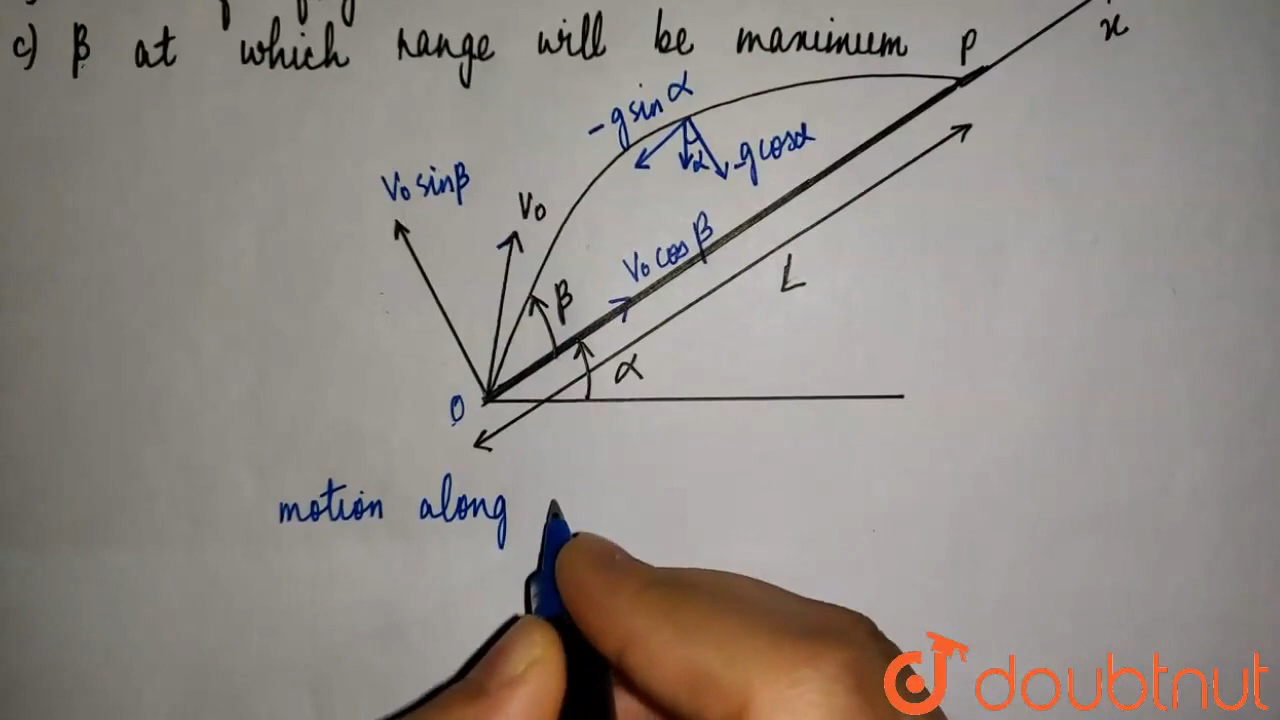 c) β at which range will be maximum
P
x
-g sin α
α
-g cos α
V₀ sin β
V₀
V₀ cos β
β
L
α
O
motion along
doubtnut